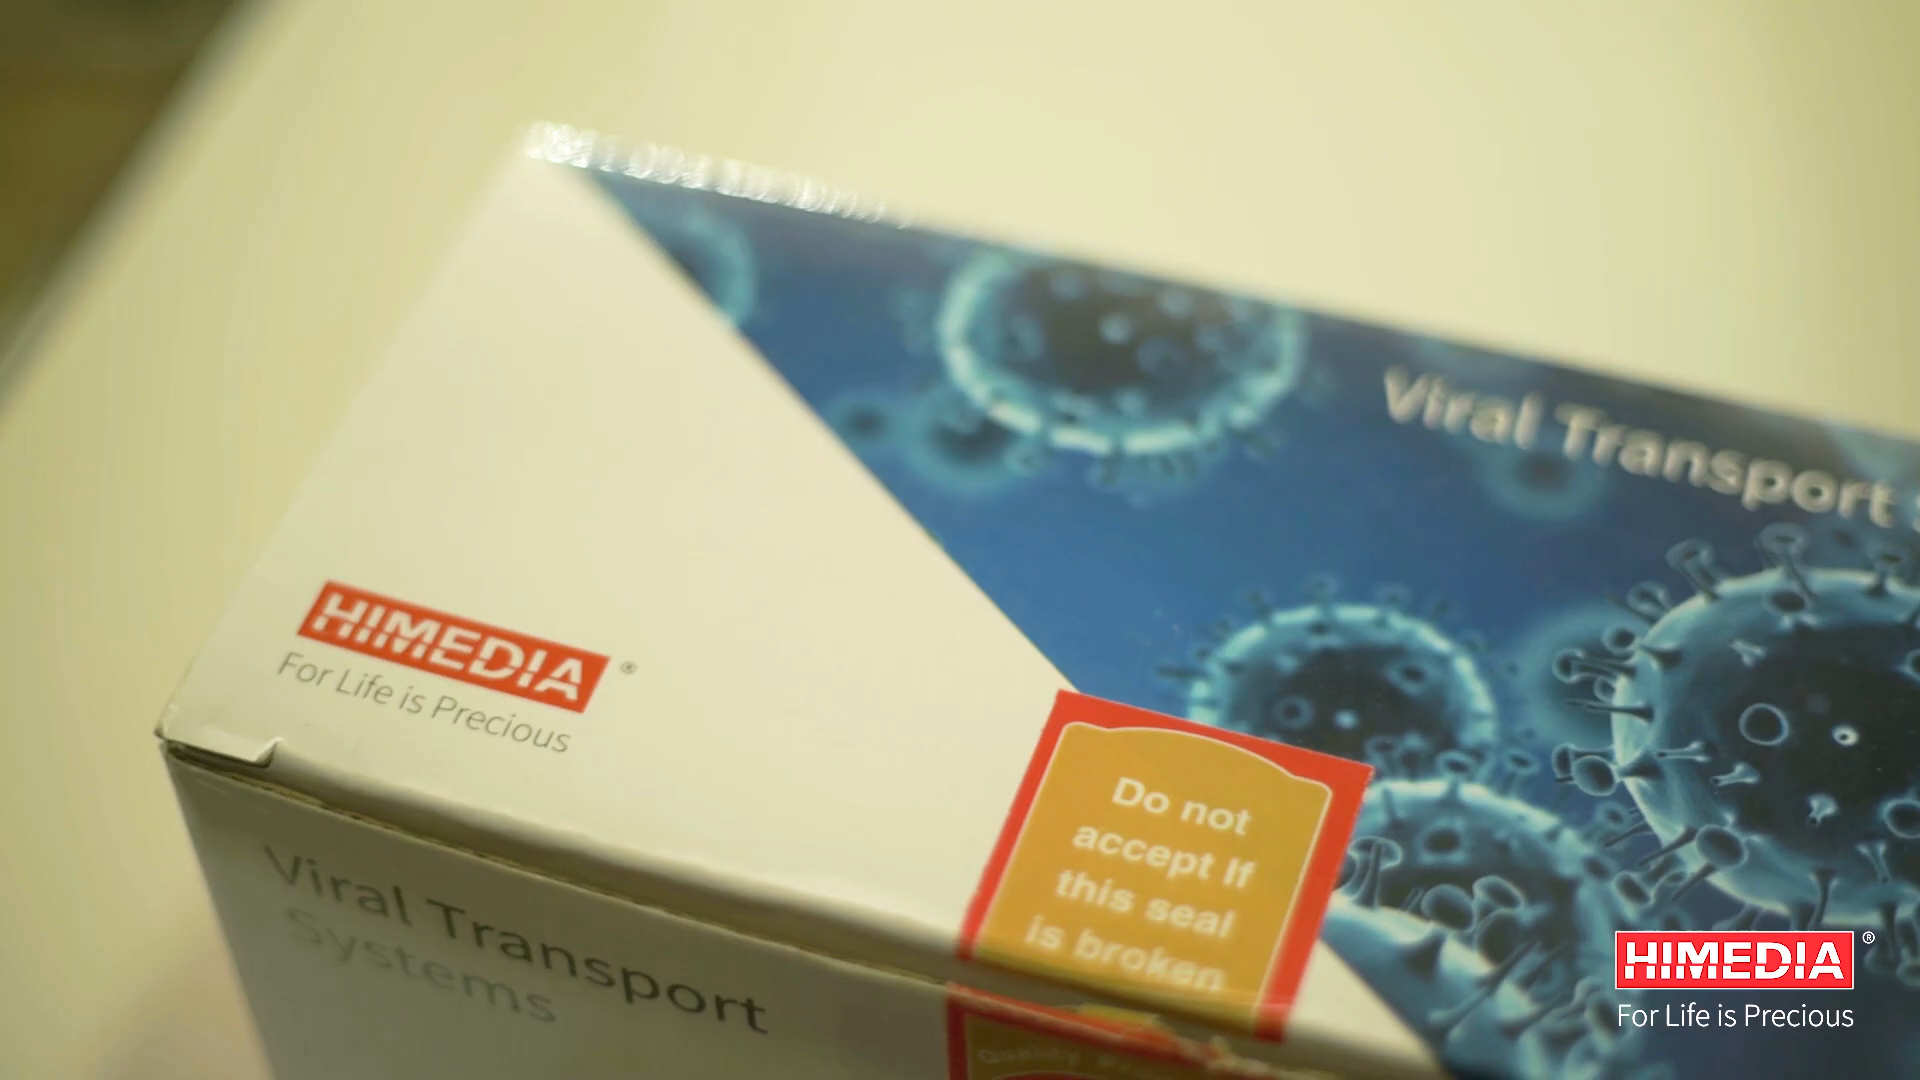 Viral Transport
HIMEDIA®
For Life is Precious
Do not
accept If
this seal
is broken
Viral Transport
Systems
Quality
HIMEDIA®
For Life is Precious